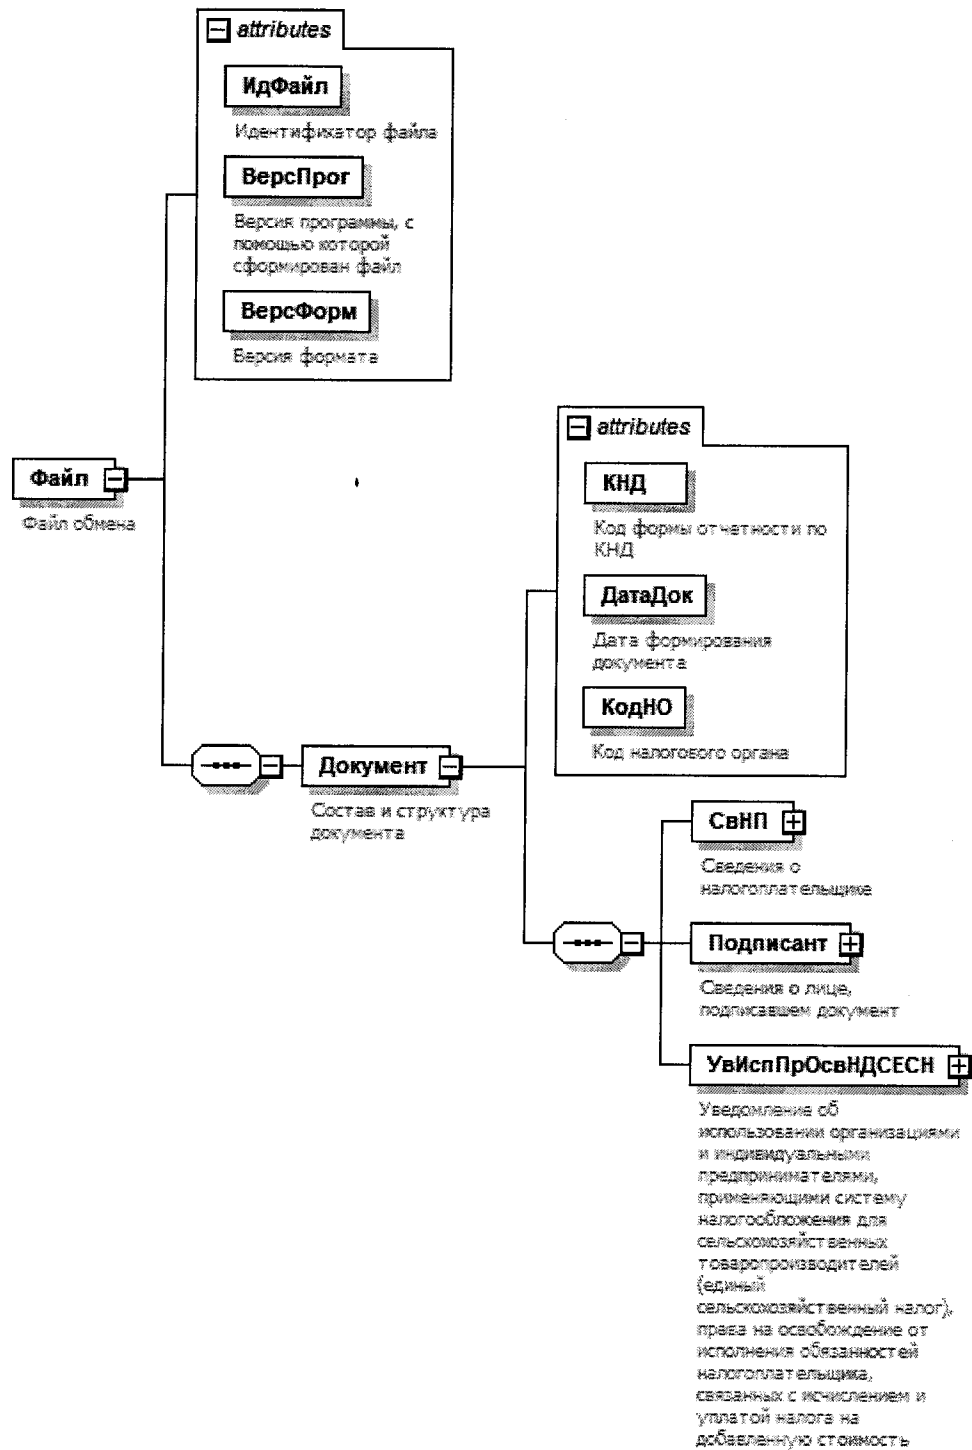 attributes
ИдФайл
Идентификатор файла
ВерсПрог
Версия программы, с
помощью которой
сформирован файл
ВерсФорм
Версия формата
Файл
Файл обмена
attributes
КНД
Код формы отчетности по
КНД
ДатаДок
Дата формирования
документа
КодНО
Код налогового органа
Документ
Состав и структура
документа
СвНП
Сведения о
налогоплательщике
Подписант
Сведения о лице,
подписавшем документ
УвИспПрОсвНДСЕСН
Уведомление об
использовании организациями
и индивидуальными
предпринимателями,
применяющими систему
налогообложения для
сельскохозяйственных
товаропроизводителей
(единый
сельскохозяйственный налог),
права на освобождение от
исполнения обязанностей
налогоплательщика,
связанных с исчислением и
уплатой налога на
добавленную стоимость